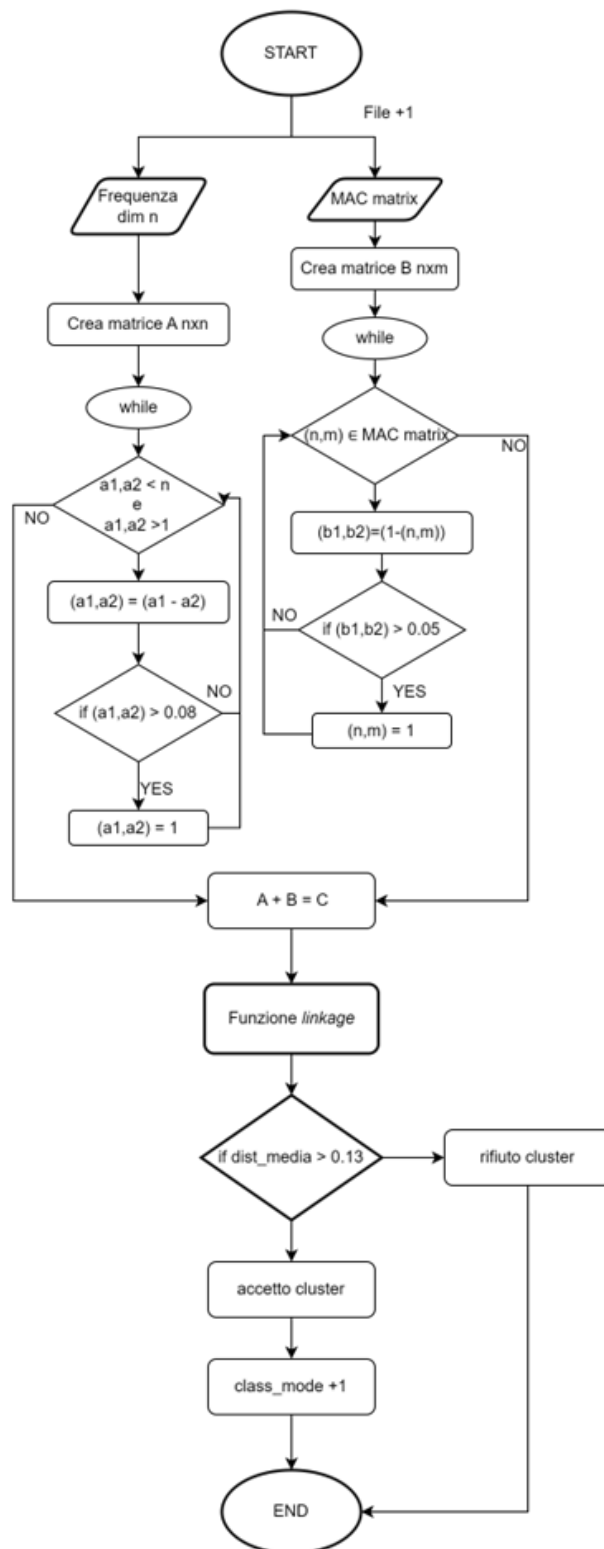 START
File +1
Frequenza
dim n
MAC matrix
Crea matrice B nxm
Crea matrice A nxn
while
while
(n,m) ∈ MAC matrix
NO
a1,a2 < n
e
a1,a2 >1
NO
(b1,b2)=(1-(n,m))
(a1,a2) = (a1 - a2)
NO
if (b1,b2) > 0.05
YES
NO
if (a1,a2) > 0.08
(n,m) = 1
YES
(a1,a2) = 1
A + B = C
Funzione linkage
if dist_media > 0.13
rifiuto cluster
accetto cluster
class_mode +1
END